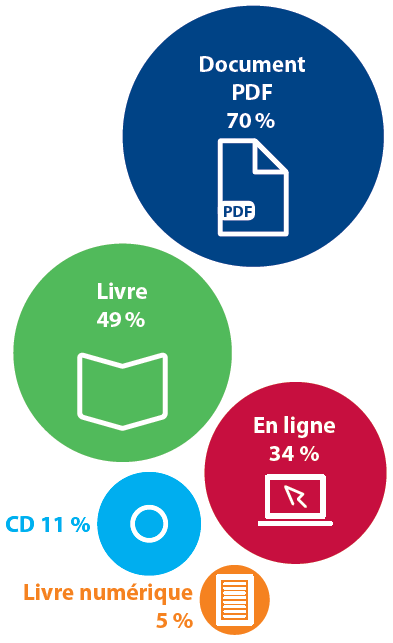 Document
PDF
70 %
PDF
Livre
49 %
En ligne
34 %
CD 11 %
Livre numérique
5 %